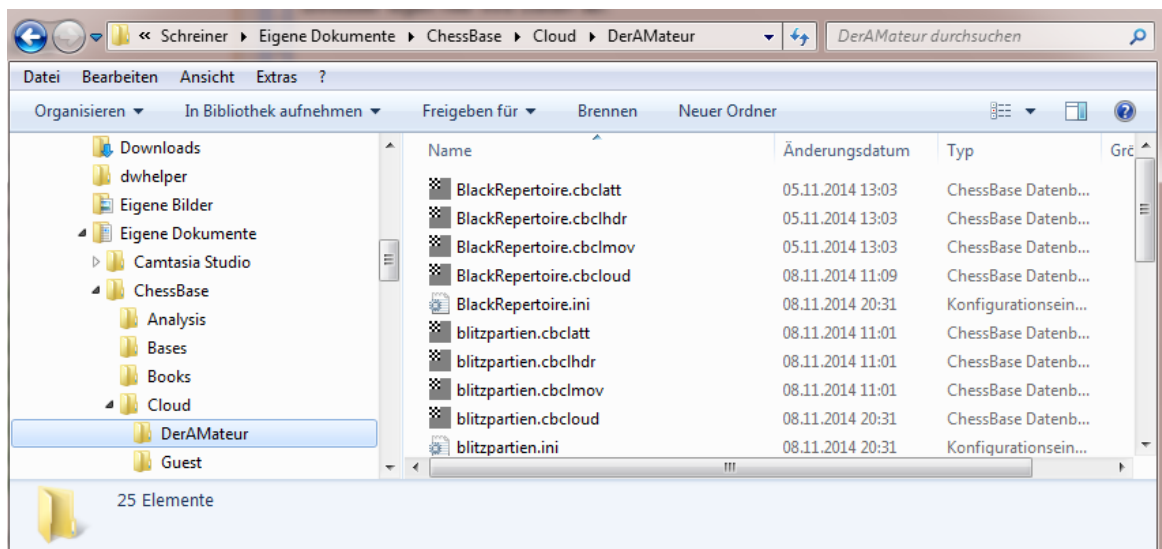 « Schreiner Eigene Dokumente ChessBase Cloud DerAMateur DerAMateur durchsuchen
Datei Bearbeiten Ansicht Extras ?
Organisieren In Bibliothek aufnehmen Freigeben für Brennen Neuer Ordner
Downloads
dwhelper
Eigene Bilder
Eigene Dokumente
Camtasia Studio
ChessBase
Analysis
Bases
Books
Cloud
DerAMateur
Guest
Name Änderungsdatum Typ Grö
BlackRepertoire.cbclatt 05.11.2014 13:03 ChessBase Datenb...
BlackRepertoire.cbclhdr 05.11.2014 13:03 ChessBase Datenb...
BlackRepertoire.cbclmov 05.11.2014 13:03 ChessBase Datenb...
BlackRepertoire.cbcloud 08.11.2014 11:09 ChessBase Datenb...
BlackRepertoire.ini 08.11.2014 20:31 Konfigurationsein...
blitzpartien.cbclatt 08.11.2014 11:01 ChessBase Datenb...
blitzpartien.cbclhdr 08.11.2014 11:01 ChessBase Datenb...
blitzpartien.cbclmov 08.11.2014 11:01 ChessBase Datenb...
blitzpartien.cbcloud 08.11.2014 20:31 ChessBase Datenb...
blitzpartien.ini 08.11.2014 20:31 Konfigurationsein...
25 Elemente